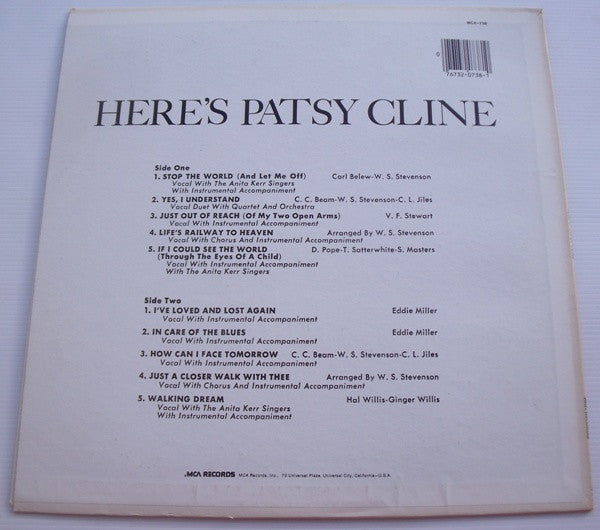 MCA-738
0
76732-0738-1
HERE'S PATSY CLINE
Side One
1. STOP THE WORLD (And Let Me Off) Carl Belew-W. S. Stevenson
Vocal With The Anita Kerr Singers
With Instrumental Accompaniment
2. YES, I UNDERSTAND C. C. Beam-W. S. Stevenson-C. L. Jiles
Vocal Duet With Quartet And Orchestra
3. JUST OUT OF REACH (Of My Two Open Arms) V. F. Stewart
Vocal With Instrumental Accompaniment
4. LIFE'S RAILWAY TO HEAVEN Arranged By W. S. Stevenson
Vocal With Chorus And Instrumental Accompaniment
5. IF I COULD SEE THE WORLD D. Pope-T. Satterwhite-S. Masters
(Through The Eyes Of A Child)
Vocal With Instrumental Accompaniment
With The Anita Kerr Singers
Side Two
1. I'VE LOVED AND LOST AGAIN Eddie Miller
Vocal With Instrumental Accompaniment
2. IN CARE OF THE BLUES Eddie Miller
Vocal With Instrumental Accompaniment
3. HOW CAN I FACE TOMORROW C. C. Beam-W. S. Stevenson-C. L. Jiles
Vocal With Instrumental Accompaniment
4. JUST A CLOSER WALK WITH THEE Arranged By W. S. Stevenson
Vocal With Chorus And Instrumental Accompaniment
5. WALKING DREAM Hal Willis-Ginger Willis
Vocal With The Anita Kerr Singers
With Instrumental Accompaniment
.MCA RECORDS MCA Records, Inc., 70 Universal Plaza, Universal City, California-U.S.A.